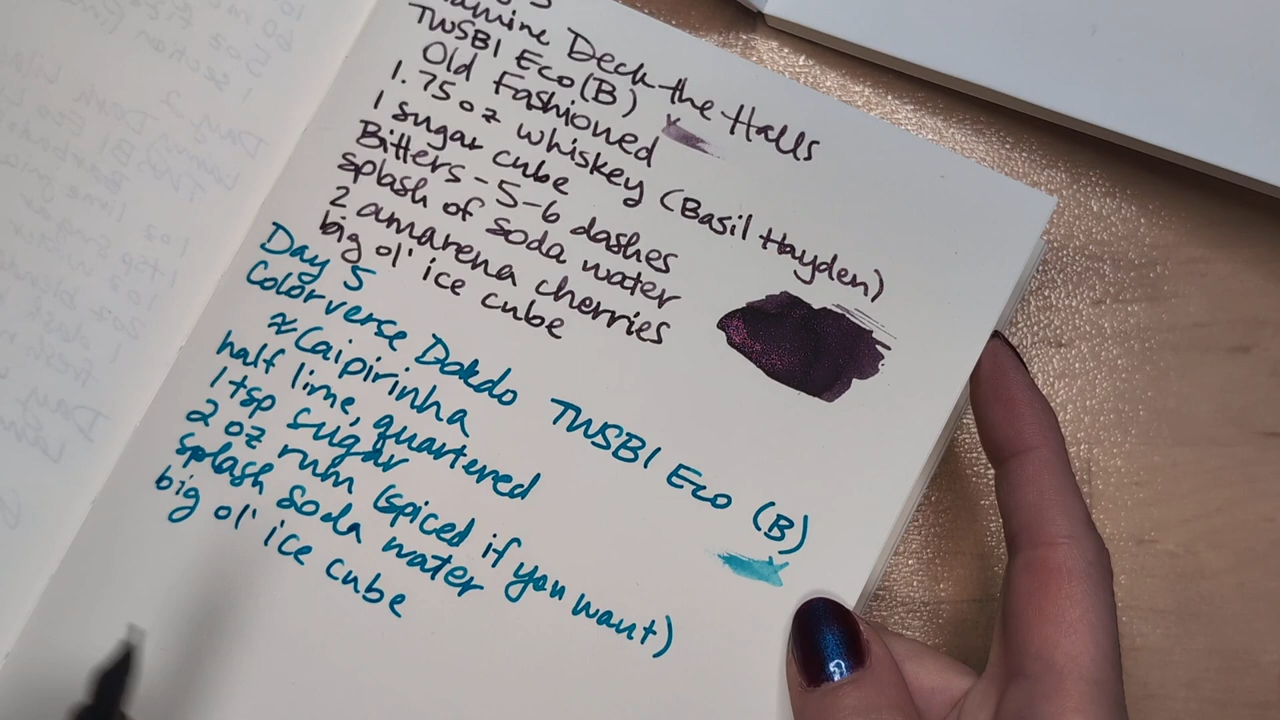 Deck the Halls
TWSBI Eco (B)
Old Fashioned
1.75 oz whiskey (Basil Hayden)
1 sugar cube
Bitters - 5-6 dashes
splash of soda water
2 amarena cherries
big ol' ice cube
Day 5
Colorverse Dokdo TWSBI Eco (B)
≈ Caipirinha
half lime, quartered
1 tsp sugar
2 oz rum (spiced if you want)
splash soda water
big ol' ice cube